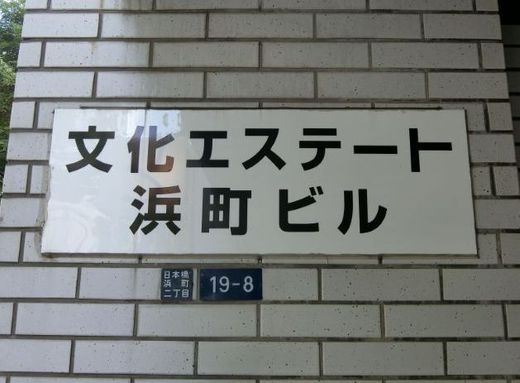 文化エステート
浜町ビル
日本橋
浜町
二丁目
19-8